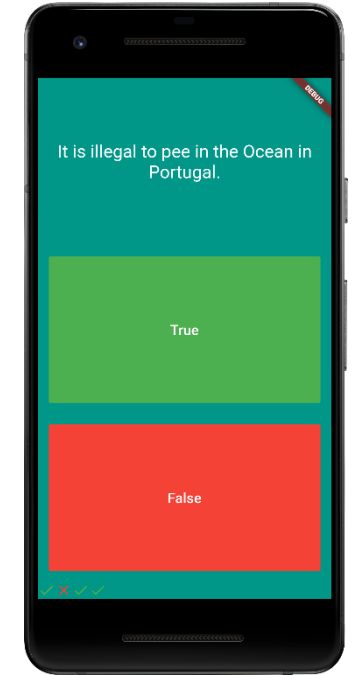 DEBUG
It is illegal to pee in the Ocean in
Portugal.
True
False